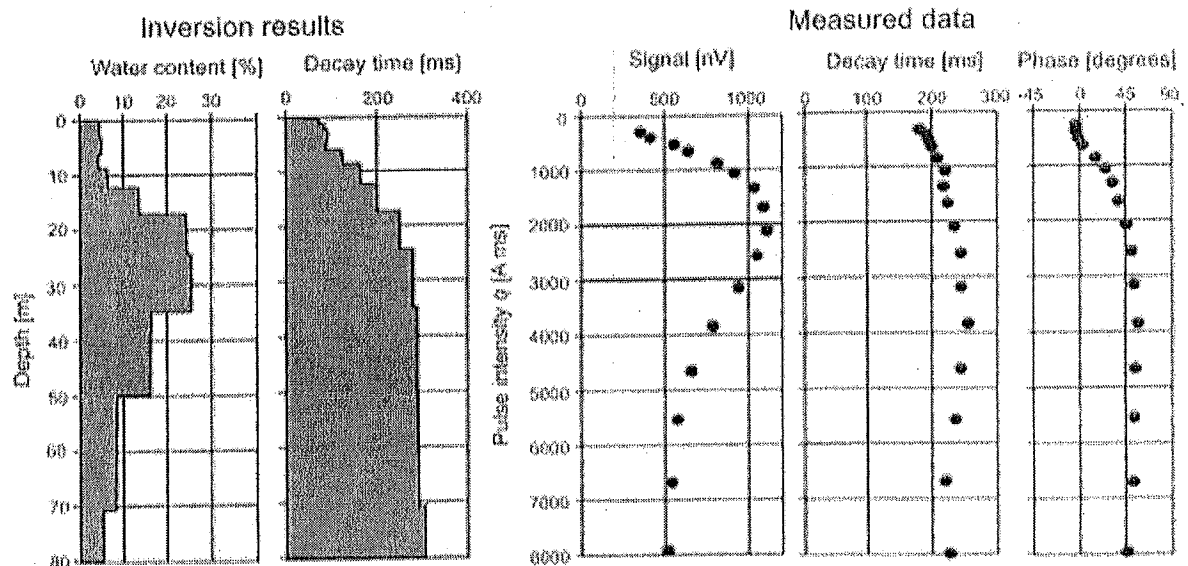 Inversion results
Measured data
Water content [%]
Decay time [ms]
Signal [nV]
Decay time [ms]
Phase [degrees]
0 10 20 30
0 200 400
0 500 1000
0 100 200 300
-45 0 45 90
Depth [m]
0
10
20
30
40
50
60
70
80
Pulse intensity q [A ms]
0
1000
2000
3000
4000
5000
6000
7000
8000